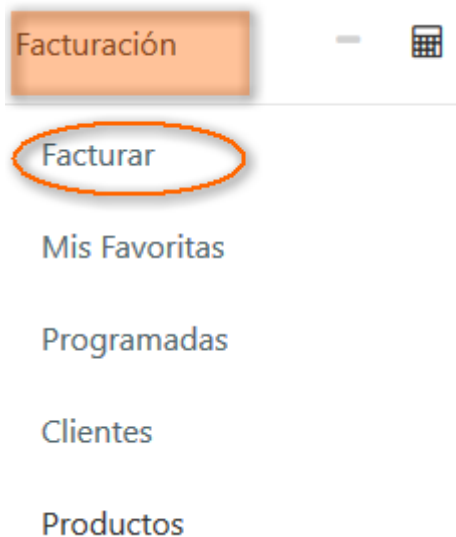 Facturación
Facturar
Mis Favoritas
Programadas
Clientes
Productos